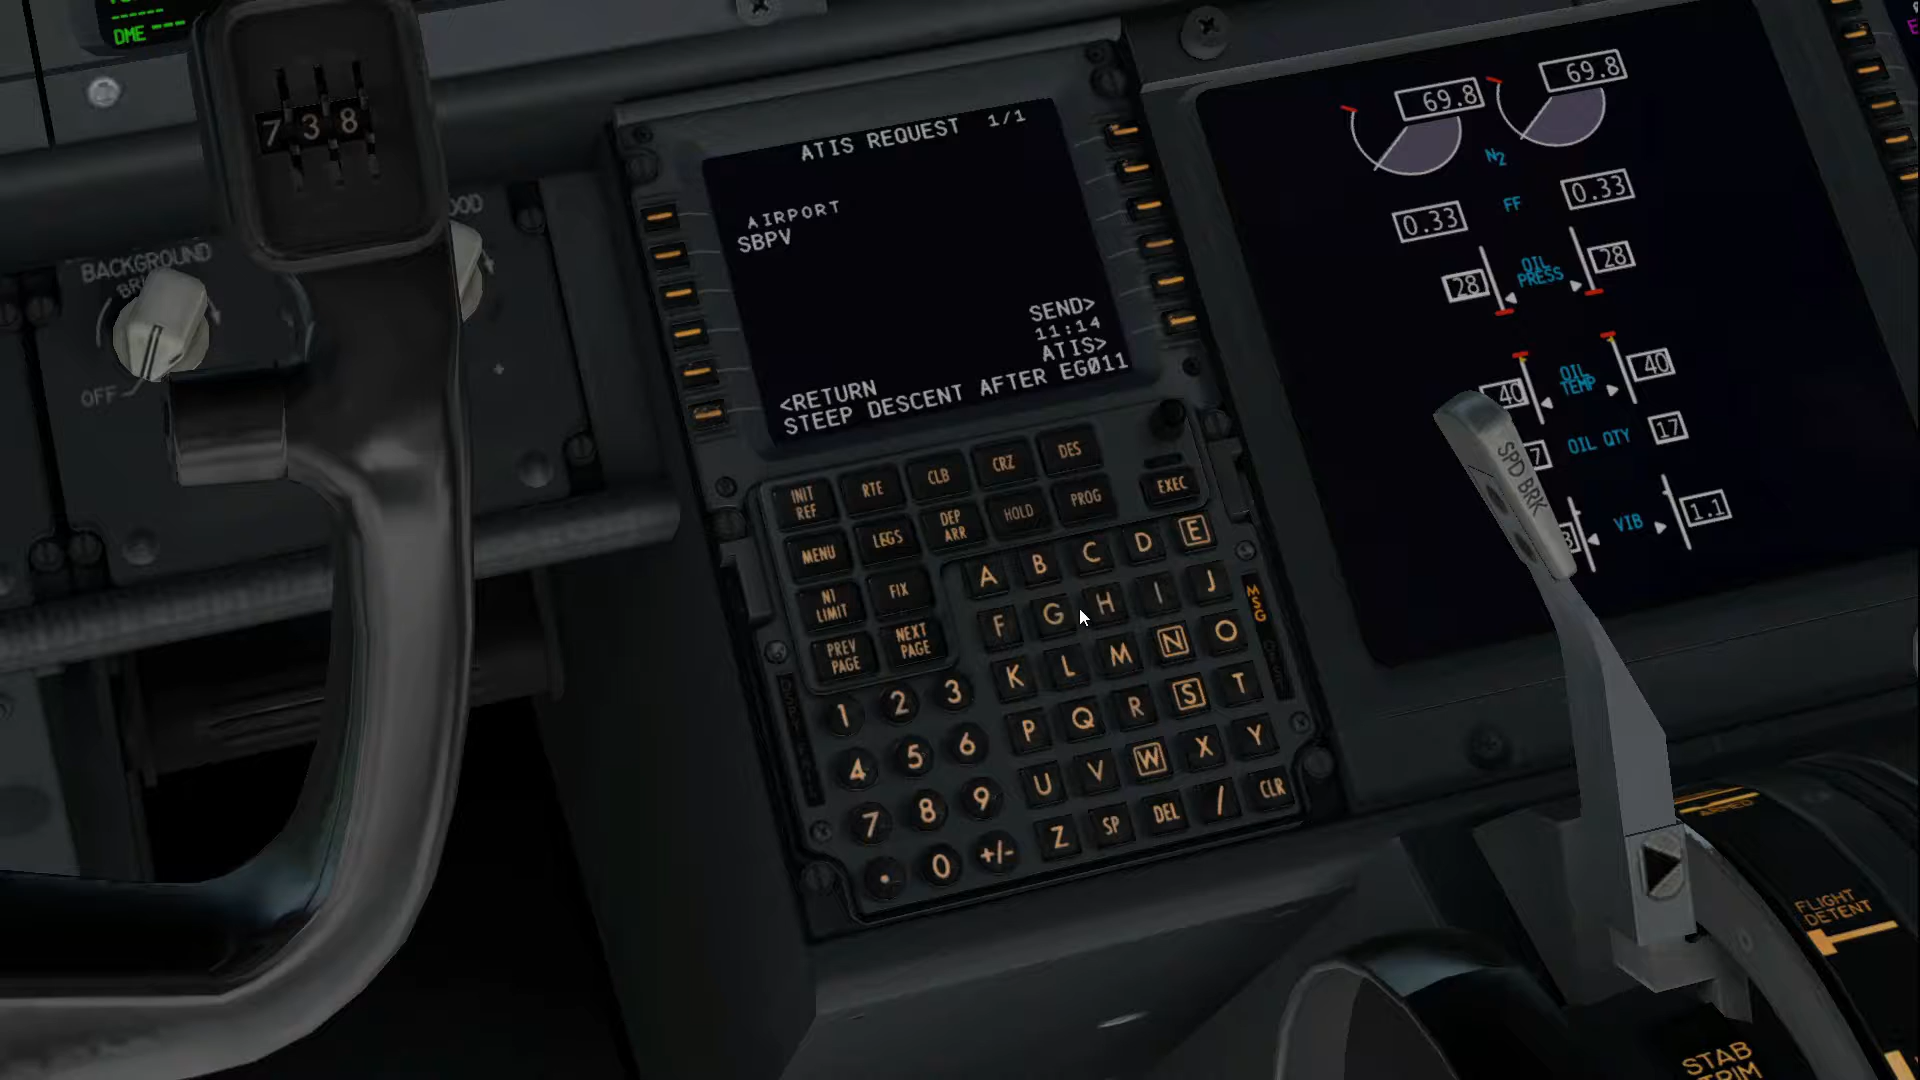 DME ---
738
BACKGROUND
OFF
ATIS REQUEST 1/1
AIRPORT
SBPV
SEND>
11:14
ATIS>
<RETURN
STEEP DESCENT AFTER EG011
INIT REF
RTE
CLB
CRZ
DES
MENU
LEGS
DEP ARR
HOLD
PROG
EXEC
N1 LIMIT
FIX
PREV PAGE
NEXT PAGE
A B C D E
F G H I J
K L M N O
P Q R S T
U V W X Y
Z SP DEL / CLR
1 2 3
4 5 6
7 8 9
. 0 +/-
MSG
69.8 69.8
N2
0.33 FF 0.33
28 OIL PRESS 28
40 OIL TEMP 40
7 OIL QTY 17
VIB 1.1
SPD BRK
ARMED
FLIGHT DETENT
STAB TRIM